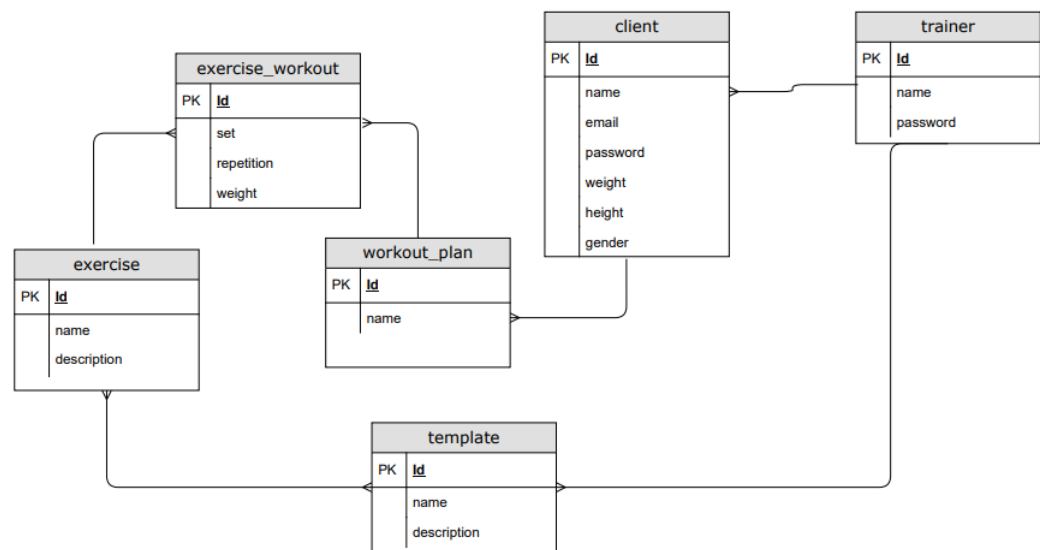 client
PK Id
name
email
password
weight
height
gender
trainer
PK Id
name
password
exercise_workout
PK Id
set
repetition
weight
exercise
PK Id
name
description
workout_plan
PK Id
name
template
PK Id
name
description